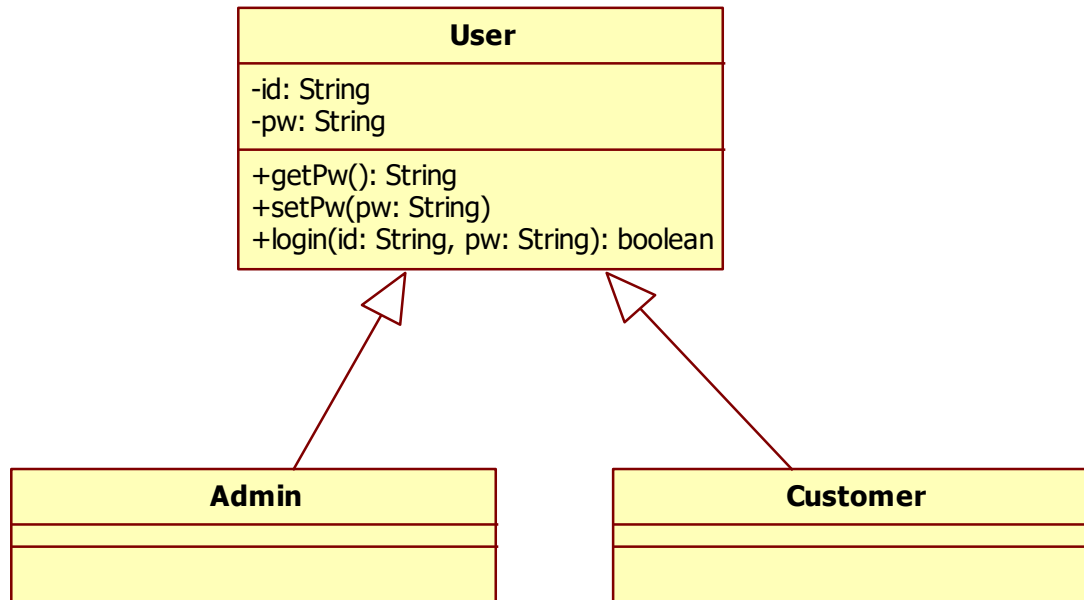 User
-id: String
-pw: String
+getPw(): String
+setPw(pw: String)
+login(id: String, pw: String): boolean
Admin
Customer